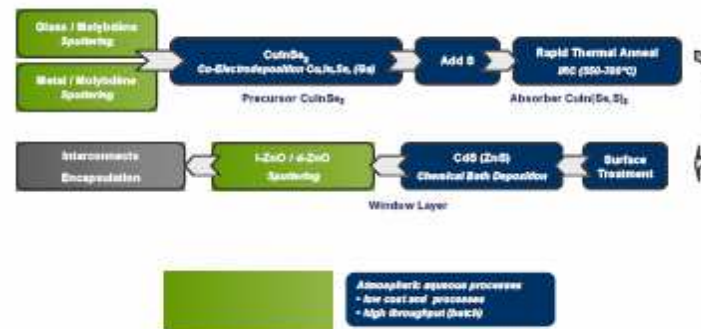 Glass / Molybdène
Sputtering
Metal / Molybdène
Sputtering
CuInSe2
Co-Electrodeposition Cu,In,Se, (Ga)
Add S
Rapid Thermal Anneal
Precursor CuInSe2
Absorber CuIn(Se,S)2
Interconnects
Encapsulation
i-ZnO / d-ZnO
Sputtering
CdS (ZnS)
Chemical Bath Deposition
Surface
Treatment
Window Layer
Atmospheric aqueous processes
• low cost and processes
• high throughput (batch)